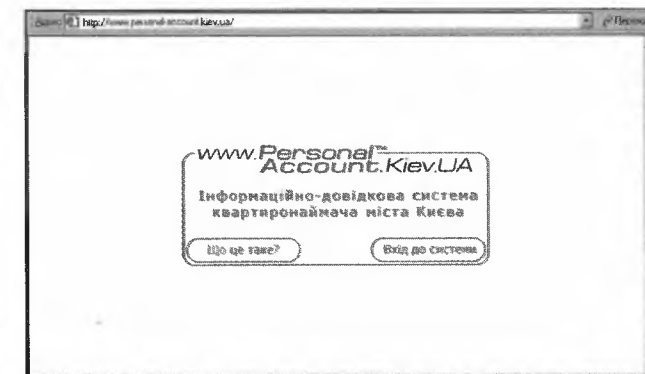 Адрес http://www.personal-account.kiev.ua/
www.Personal™
Account.Kiev.UA
Інформаційно-довідкова система
квартиронаймача міста Києва
Що це таке? Вхід до системи